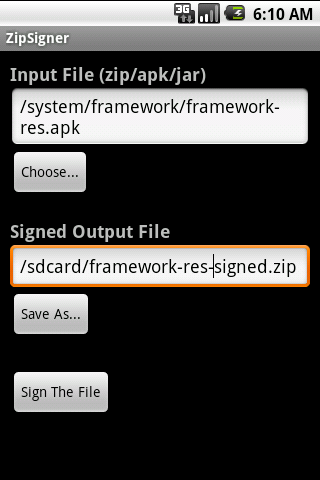 3G 6:10 AM
ZipSigner
Input File (zip/apk/jar)
/system/framework/framework-
res.apk
Choose...
Signed Output File
/sdcard/framework-res-signed.zip
Save As...
Sign The File